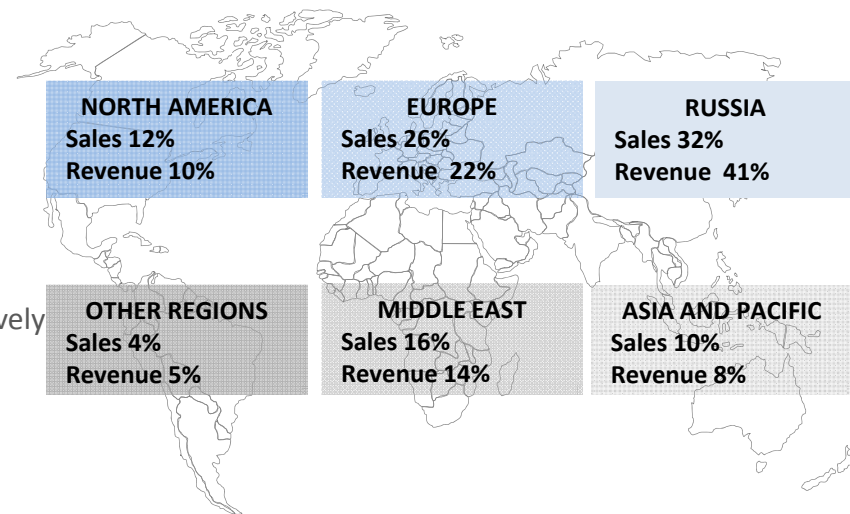 NORTH AMERICA
Sales 12%
Revenue 10%
EUROPE
Sales 26%
Revenue 22%
RUSSIA
Sales 32%
Revenue 41%
vely
OTHER REGIONS
Sales 4%
Revenue 5%
MIDDLE EAST
Sales 16%
Revenue 14%
ASIA AND PACIFIC
Sales 10%
Revenue 8%